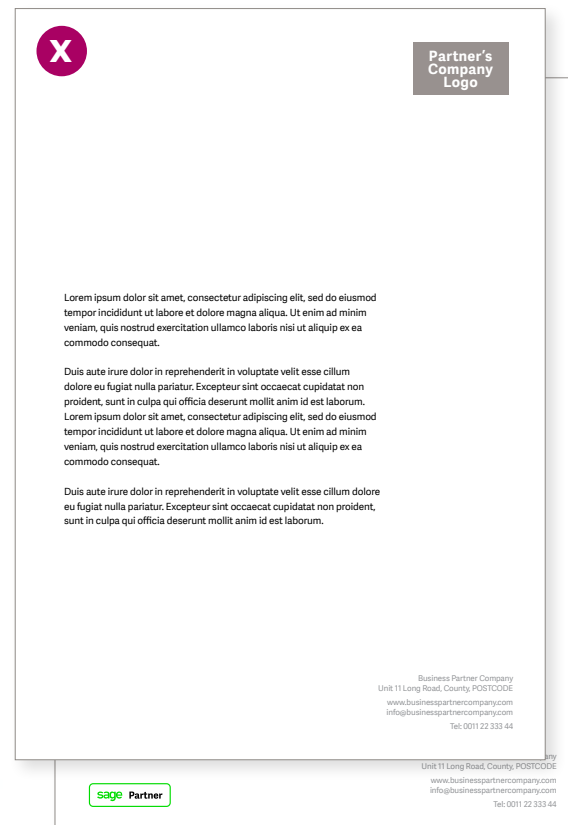 X
Partner's
Company
Logo
Lorem ipsum dolor sit amet, consectetur adipiscing elit, sed do eiusmod
tempor incididunt ut labore et dolore magna aliqua. Ut enim ad minim
veniam, quis nostrud exercitation ullamco laboris nisi ut aliquip ex ea
commodo consequat.
Duis aute irure dolor in reprehenderit in voluptate velit esse cillum
dolore eu fugiat nulla pariatur. Excepteur sint occaecat cupidatat non
proident, sunt in culpa qui officia deserunt mollit anim id est laborum.
Lorem ipsum dolor sit amet, consectetur adipiscing elit, sed do eiusmod
tempor incididunt ut labore et dolore magna aliqua. Ut enim ad minim
veniam, quis nostrud exercitation ullamco laboris nisi ut aliquip ex ea
commodo consequat.
Duis aute irure dolor in reprehenderit in voluptate velit esse cillum dolore
eu fugiat nulla pariatur. Excepteur sint occaecat cupidatat non proident,
sunt in culpa qui officia deserunt mollit anim id est laborum.
Business Partner Company
Unit 11 Long Road, County, POSTCODE
www.businesspartnercompany.com
info@businesspartnercompany.com
Tel: 0011 22 333 44
any
Unit 11 Long Road, County, POSTCODE
www.businesspartnercompany.com
info@businesspartnercompany.com
Tel: 0011 22 333 44
sage Partner